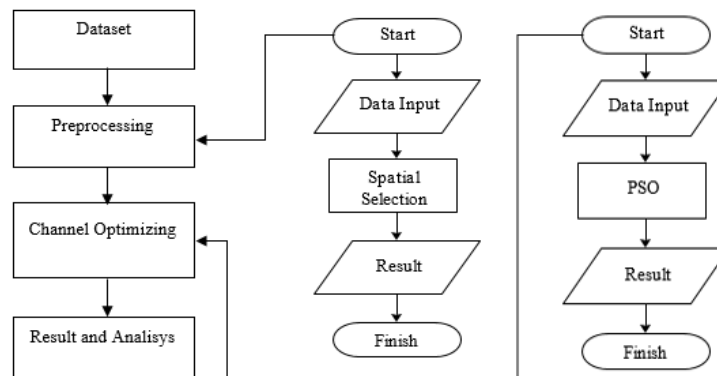 Dataset
Preprocessing
Channel Optimizing
Result and Analisys
Start
Data Input
Spatial
Selection
Result
Finish
Start
Data Input
PSO
Result
Finish